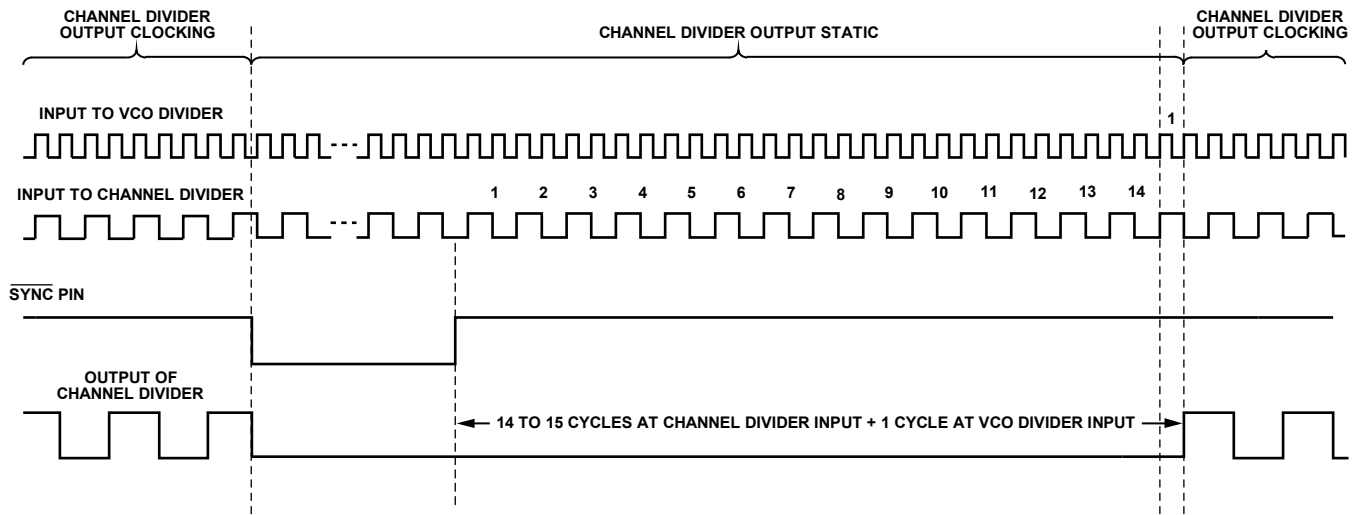 CHANNEL DIVIDER
OUTPUT CLOCKING
CHANNEL DIVIDER OUTPUT STATIC
CHANNEL DIVIDER
OUTPUT CLOCKING
INPUT TO VCO DIVIDER
1
INPUT TO CHANNEL DIVIDER
1 2 3 4 5 6 7 8 9 10 11 12 13 14
SYNC PIN
OUTPUT OF
CHANNEL DIVIDER
14 TO 15 CYCLES AT CHANNEL DIVIDER INPUT + 1 CYCLE AT VCO DIVIDER INPUT